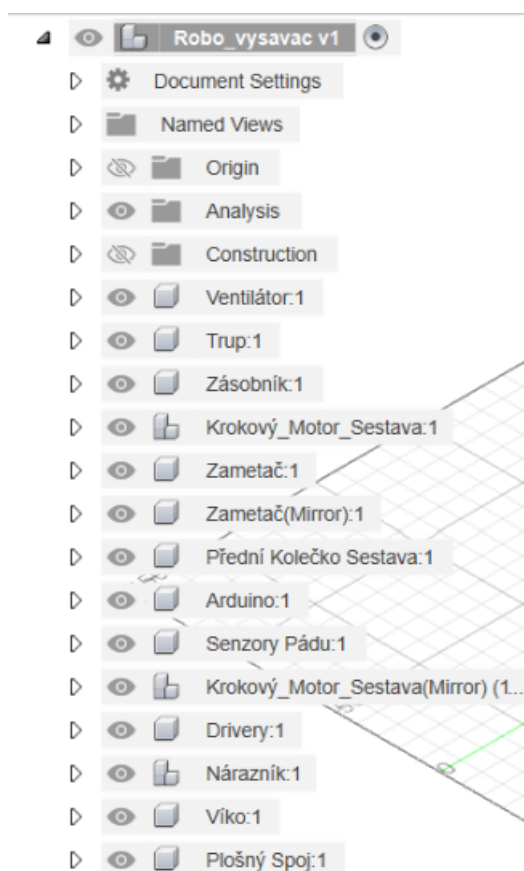 Robo_vysavac v1
Document Settings
Named Views
Origin
Analysis
Construction
Ventilátor:1
Trup:1
Zásobník:1
Krokový_Motor_Sestava:1
Zametač:1
Zametač(Mirror):1
Přední Kolečko Sestava:1
Arduino:1
Senzory Pádu:1
Krokový_Motor_Sestava(Mirror) (1...
Drivery:1
Nárazník:1
Víko:1
Plošný Spoj:1